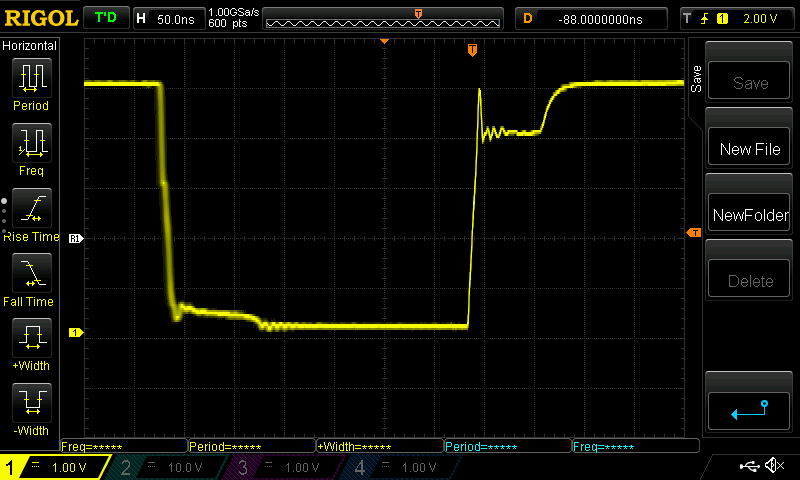 RIGOL T'D H 50.0ns 1.00GSa/s 600 pts T D -88.0000000ns T 1 2.00 V
Horizontal
Period
Freq
Rise Time
Fall Time
+Width
-Width
T
R1
1
T
Save
Save
New File
NewFolder
Delete
Freq=***** Period=***** +Width=***** Period=***** Freq=*****
1 1.00 V 2 10.0 V 3 1.00 V 4 1.00 V